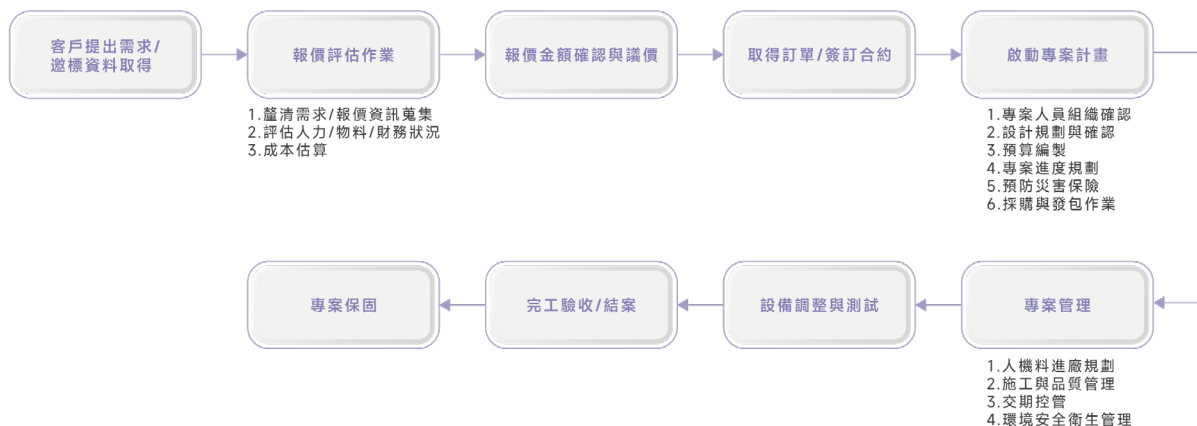 客戶提出需求/
邀標資料取得
報價評估作業
1.釐清需求/報價資訊蒐集
2.評估人力/物料/財務狀況
3.成本估算
報價金額確認與議價
取得訂單/簽訂合約
啟動專案計畫
1.專案人員組織確認
2.設計規劃與確認
3.預算編製
4.專案進度規劃
5.預防災害保險
6.採購與發包作業
專案管理
1.人機料進廠規劃
2.施工與品質管理
3.交期控管
4.環境安全衛生管理
設備調整與測試
完工驗收/結案
專案保固